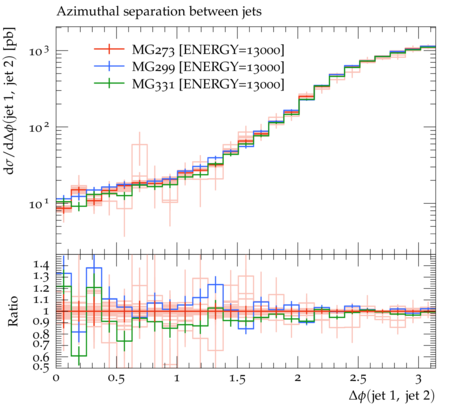 Azimuthal separation between jets
dσ/dΔϕ(jet 1, jet 2) [pb]
10³
10²
10¹
MG273 [ENERGY=13000]
MG299 [ENERGY=13000]
MG331 [ENERGY=13000]
Ratio
1.4
1.3
1.2
1.1
1
0.9
0.8
0.7
0.6
0.5
0 0.5 1 1.5 2 2.5 3
Δϕ(jet 1, jet 2)